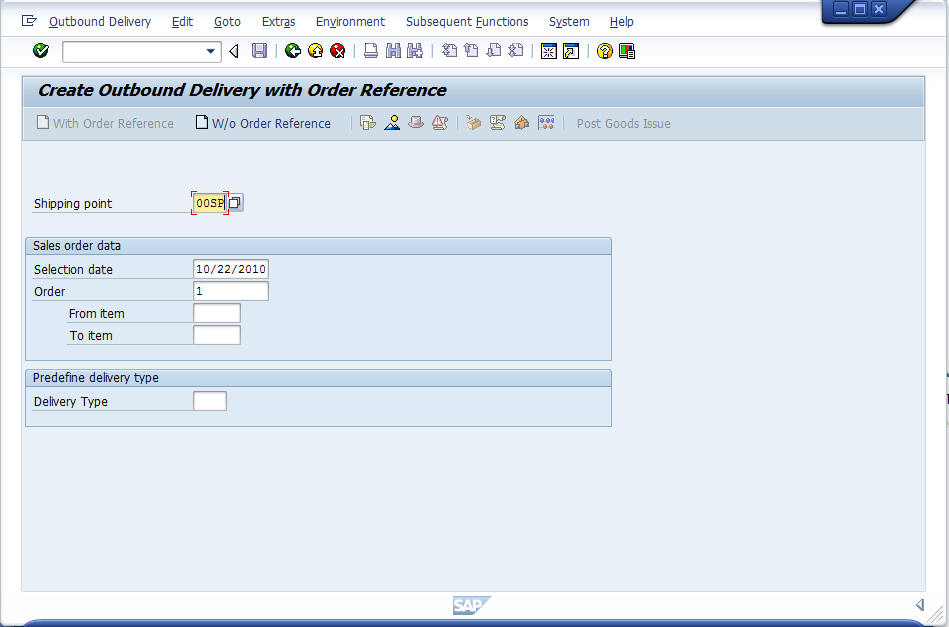 Outbound Delivery Edit Goto Extras Environment Subsequent Functions System Help
Create Outbound Delivery with Order Reference
With Order Reference W/o Order Reference Post Goods Issue
Shipping point 00SP
Sales order data
Selection date 10/22/2010
Order 1
From item
To item
Predefine delivery type
Delivery Type
SAP